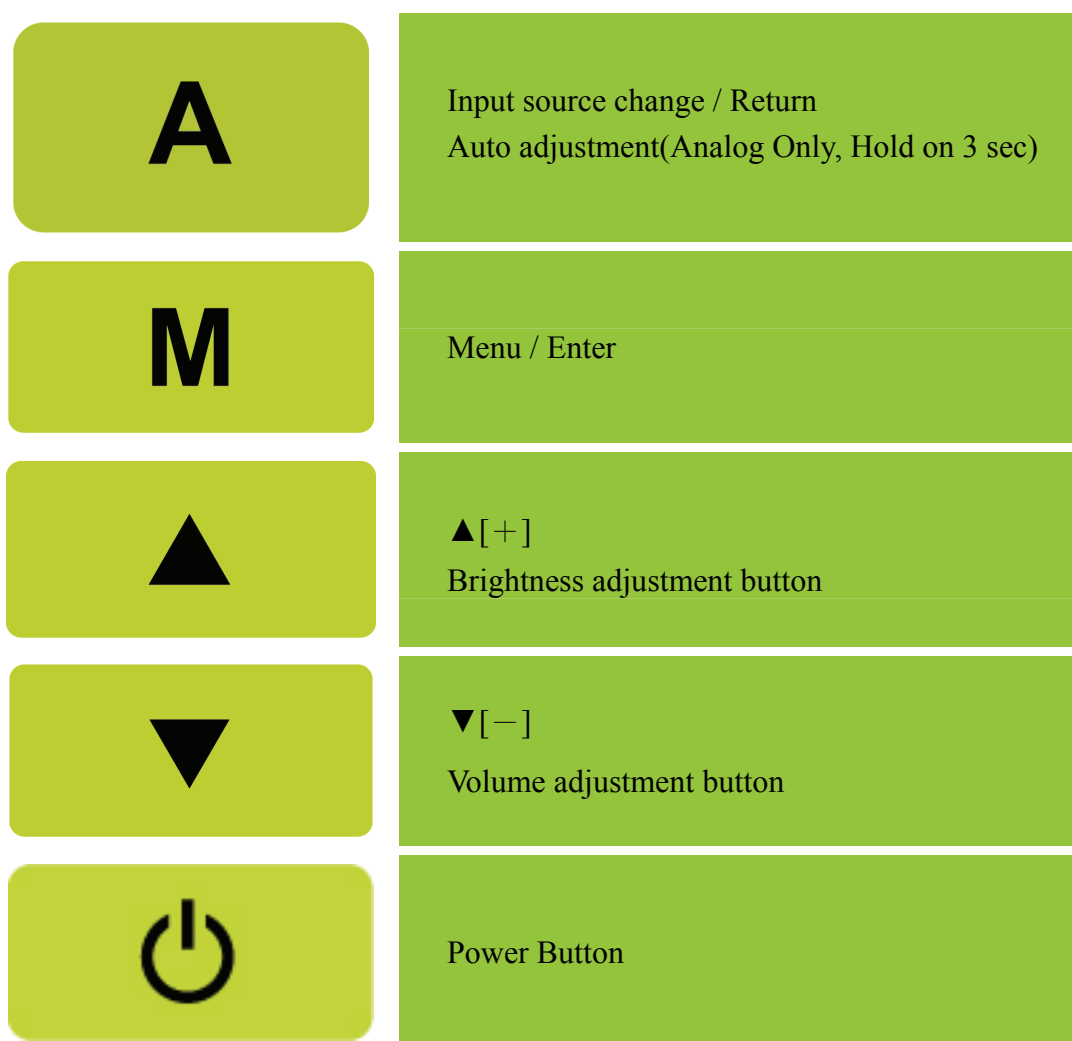 A
Input source change / Return
Auto adjustment(Analog Only, Hold on 3 sec)
M
Menu / Enter
▲[+]
Brightness adjustment button
▼[-]
Volume adjustment button
Power Button